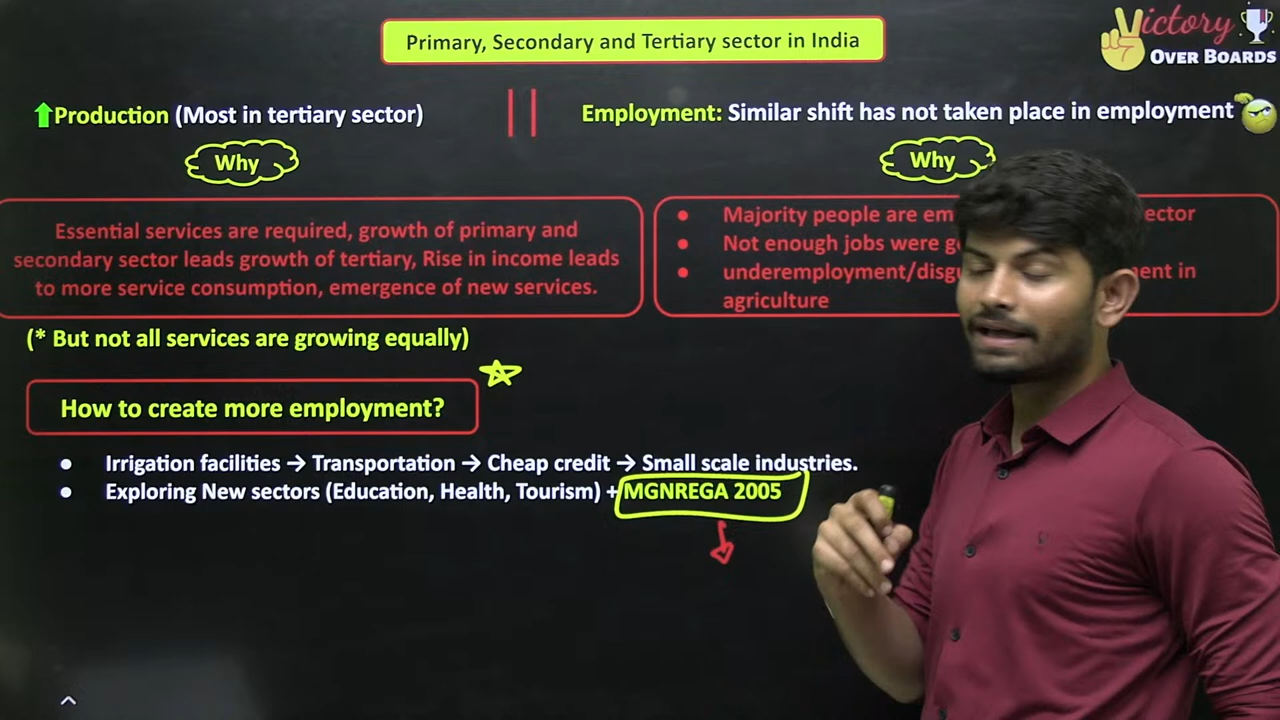 Primary, Secondary and Tertiary sector in India
Victory
OVER BOARDS
Production (Most in tertiary sector)
Employment: Similar shift has not taken place in employment
Why
Why
Essential services are required, growth of primary and
secondary sector leads growth of tertiary, Rise in income leads
to more service consumption, emergence of new services.
• Majority people are em ector
• Not enough jobs were g
• underemployment/disgu ent in
agriculture
(* But not all services are growing equally)
How to create more employment?
• Irrigation facilities → Transportation → Cheap credit → Small scale industries.
• Exploring New sectors (Education, Health, Tourism) + MGNREGA 2005